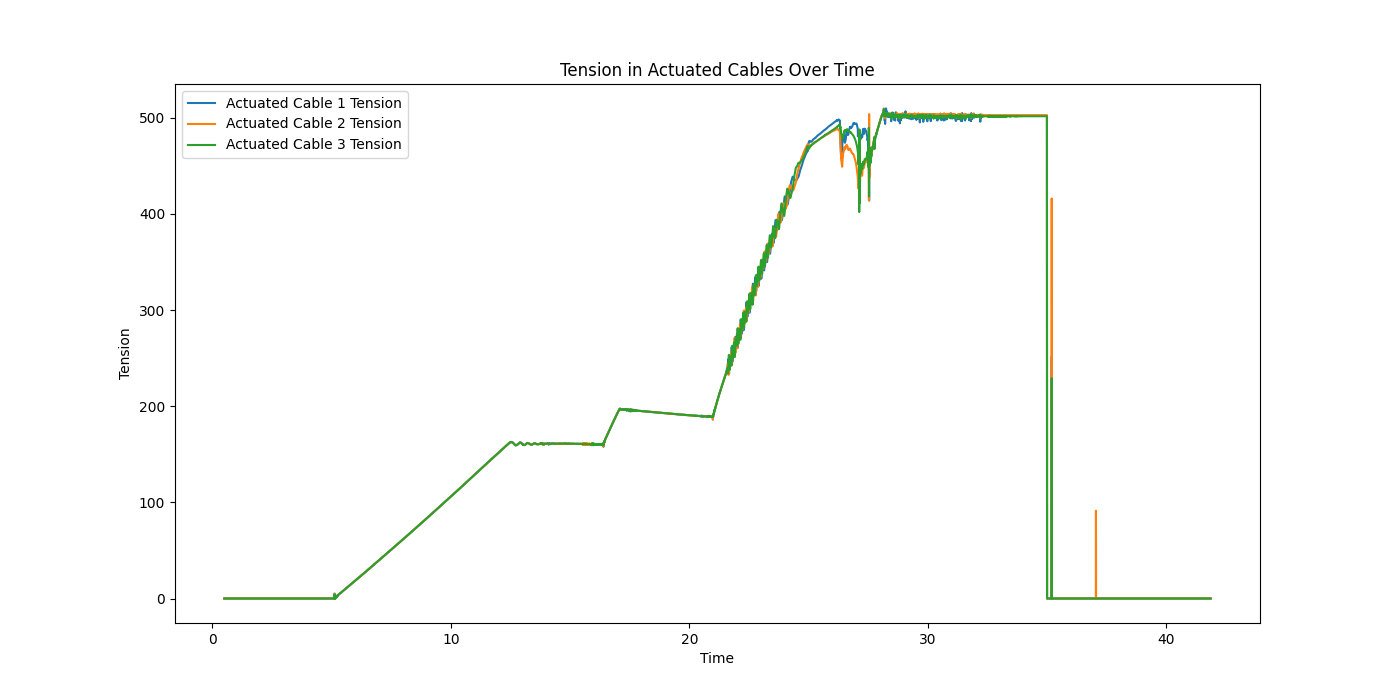 Tension in Actuated Cables Over Time
Actuated Cable 1 Tension
Actuated Cable 2 Tension
Actuated Cable 3 Tension
500
400
300
200
100
0
Tension
0 10 20 30 40
Time